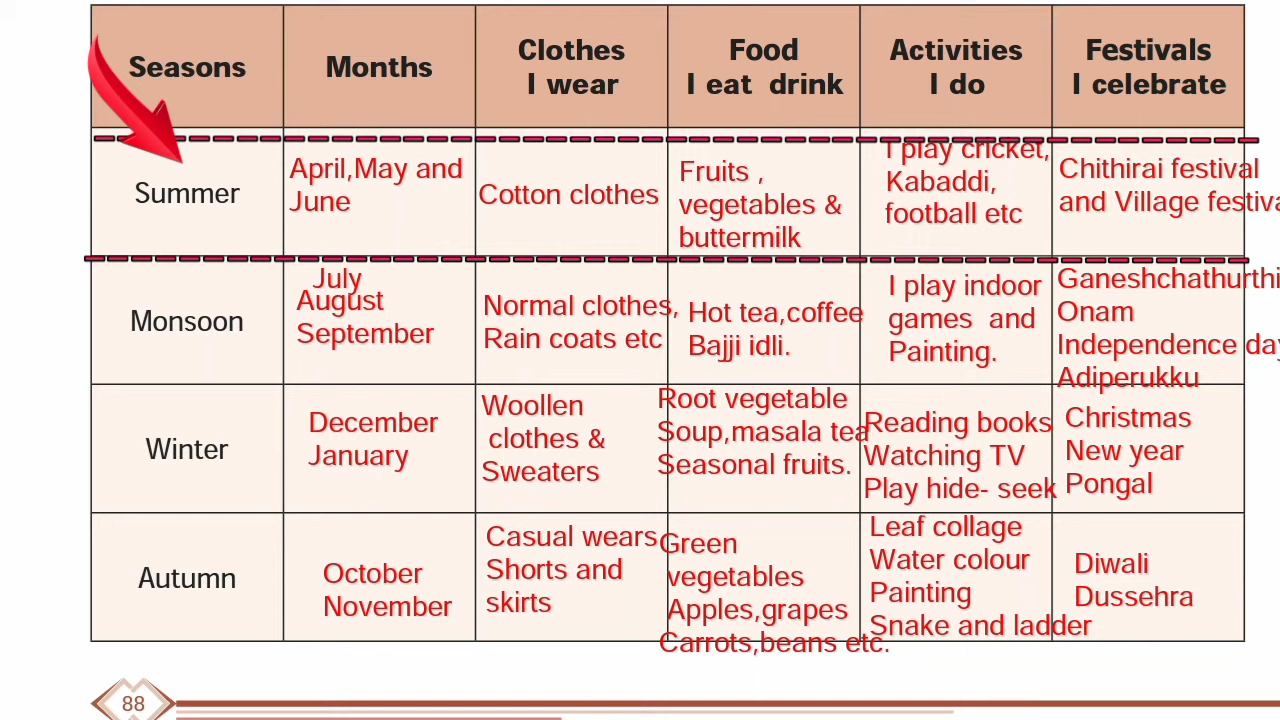 Seasons
Months
Clothes
I wear
Food
I eat drink
Activities
I do
Festivals
I celebrate
Summer
April,May and
June
Cotton clothes
Fruits ,
vegetables &
buttermilk
I play cricket,
Kabaddi,
football etc
Chithirai festival
and Village
Monsoon
July
August
September
Normal clothes,
Rain coats etc
Hot tea,coffee
Bajji idli.
I play indoor
games and
Painting.
Ganeshchathurthi
Onam
Independence day
Adiperukku
Winter
December
January
Woollen
clothes &
Sweaters
Root vegetable
Soup,masala tea
Seasonal fruits.
Reading books
Watching TV
Play hide- seek
Christmas
New year
Pongal
Autumn
October
November
Casual wears
Shorts and
skirts
Green
vegetables
Apples,grapes
Carrots,beans etc.
Leaf collage
Water colour
Painting
Snake and ladder
Diwali
Dussehra
88